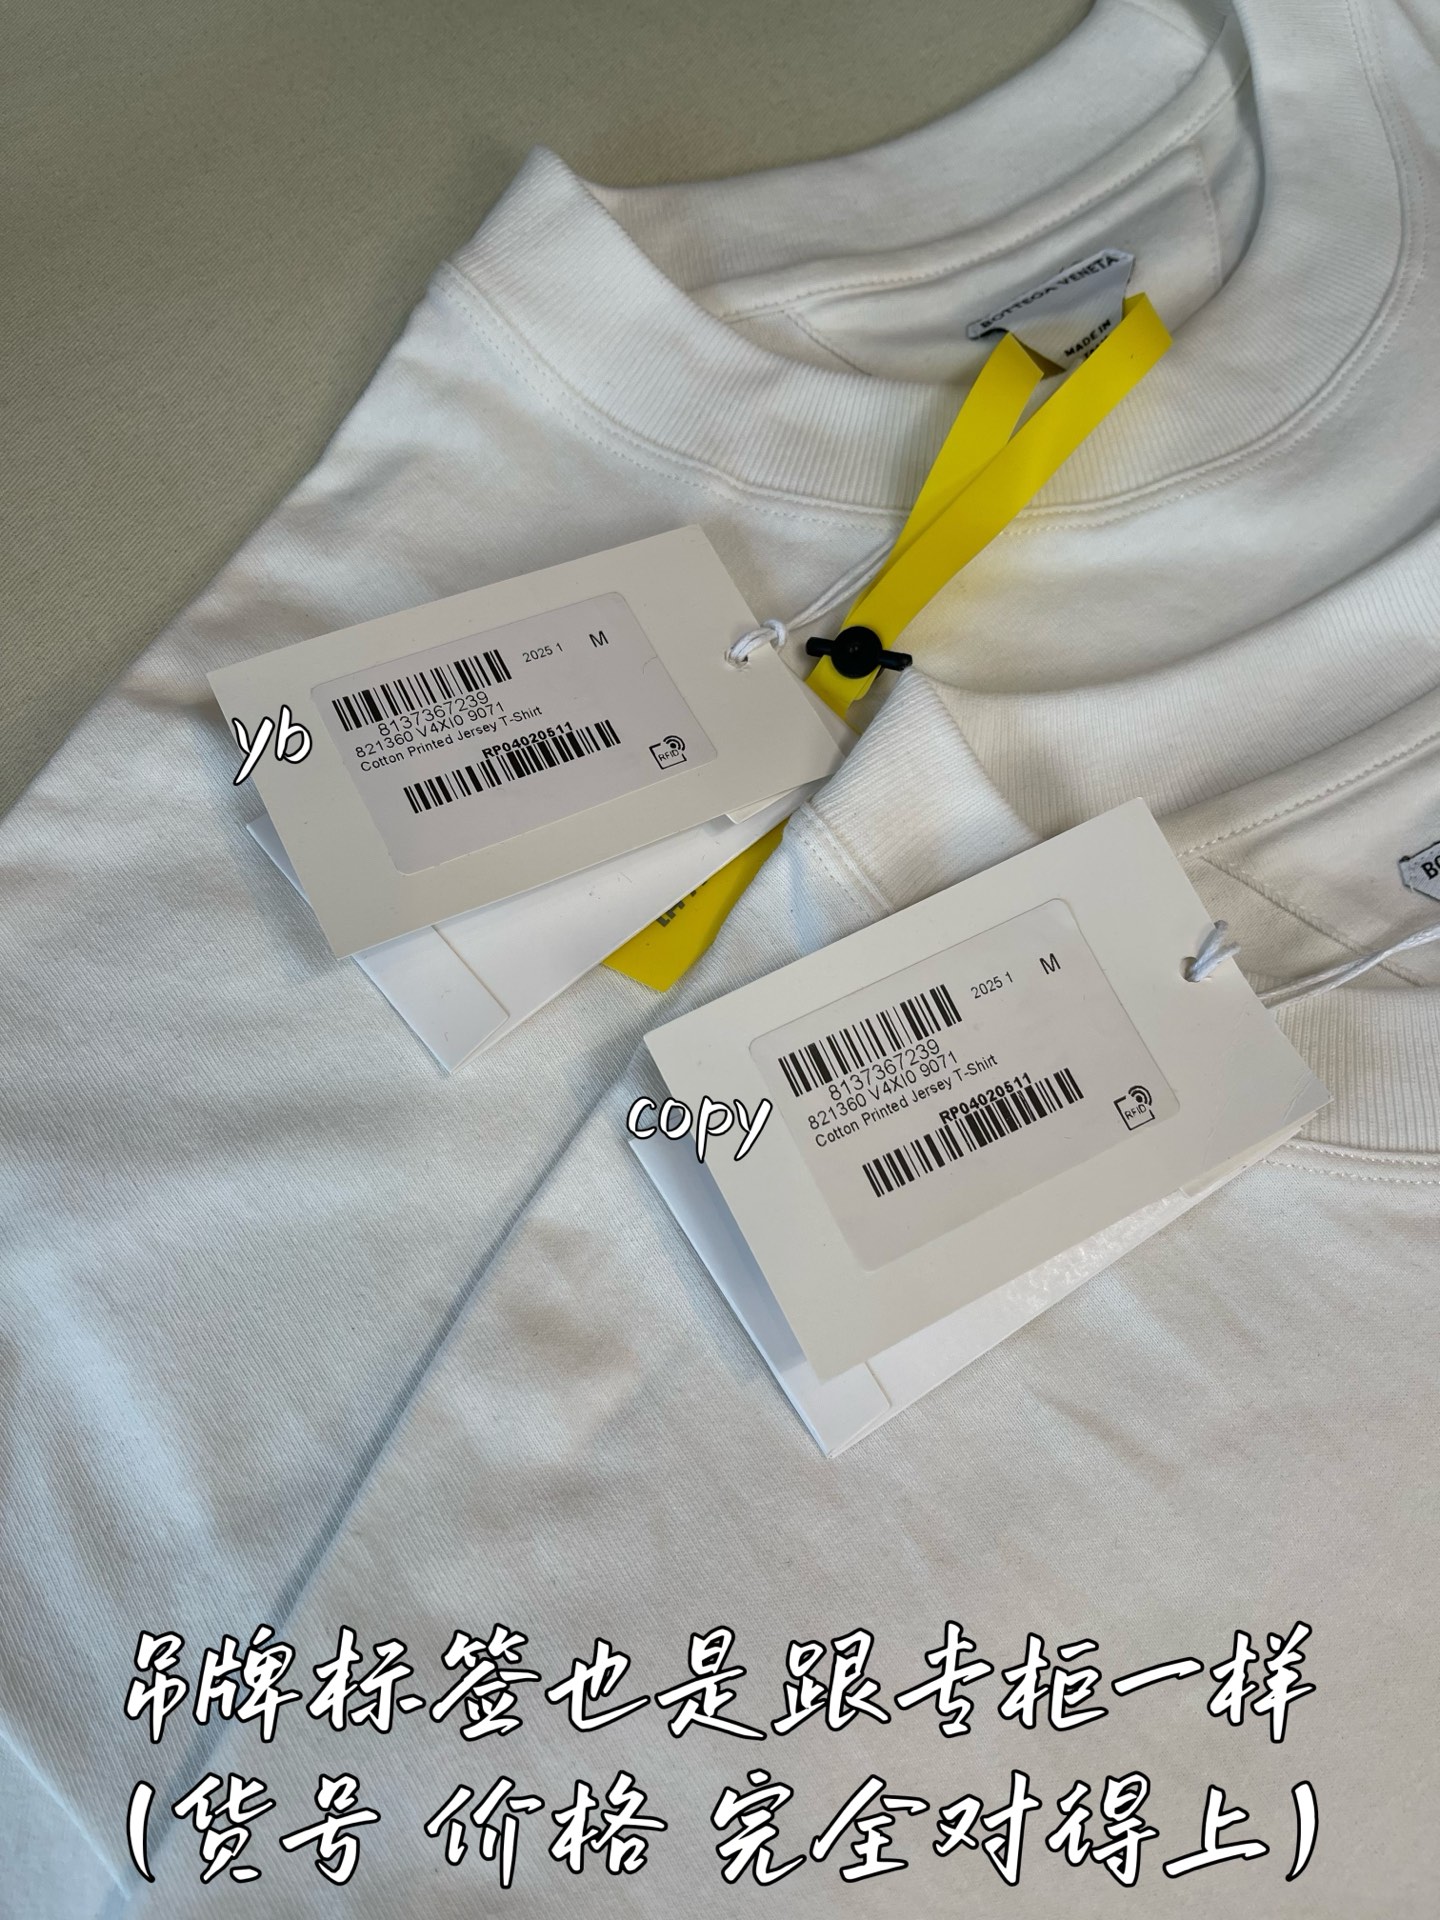 BOTTEGA VENETA
MADE IN
2025 1
M
8137367239
821360 V4XI0 9071
Cotton Printed Jersey T-Shirt
RP04020511
RFID
yb
BO
2025 1
M
8137367239
821360 V4XI0 9071
Cotton Printed Jersey T-Shirt
RP04020511
RFID
copy
吊牌标签也是跟专柜一样
(货号 价格 完全对得上)